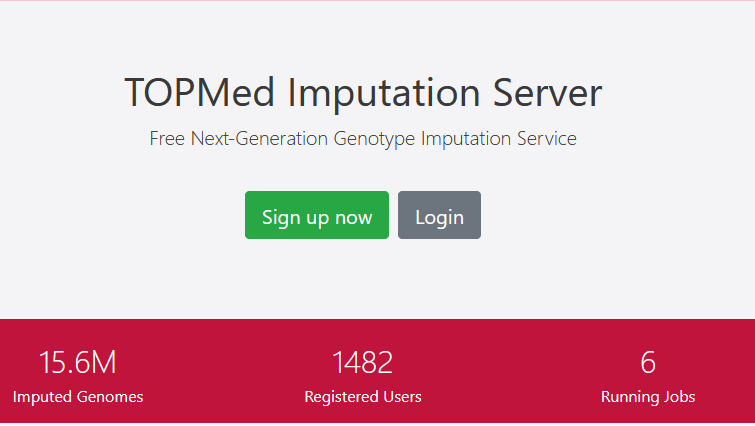 TOPMed Imputation Server
Free Next-Generation Genotype Imputation Service
Sign up now Login
15.6M 1482 6
Imputed Genomes Registered Users Running Jobs